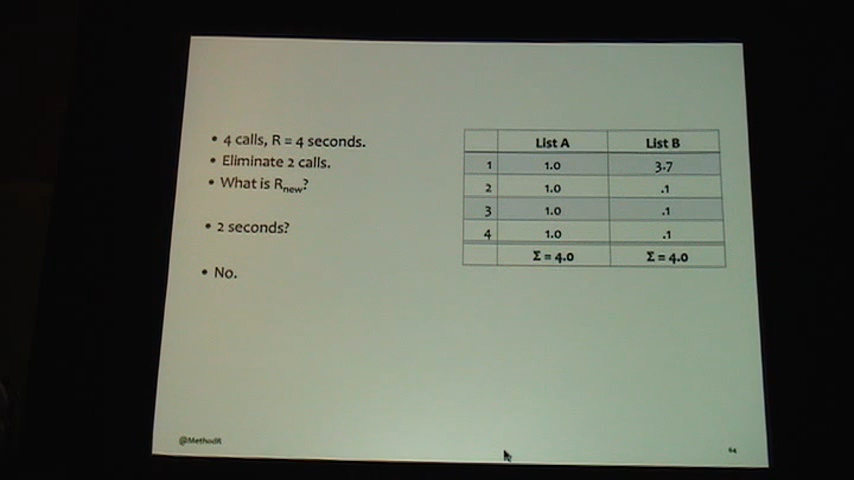 • 4 calls, R = 4 seconds.
• Eliminate 2 calls.
• What is Rnew?
• 2 seconds?
• No.
List A List B
1 1.0 3.7
2 1.0 .1
3 1.0 .1
4 1.0 .1
Σ = 4.0 Σ = 4.0
@MethodR
64